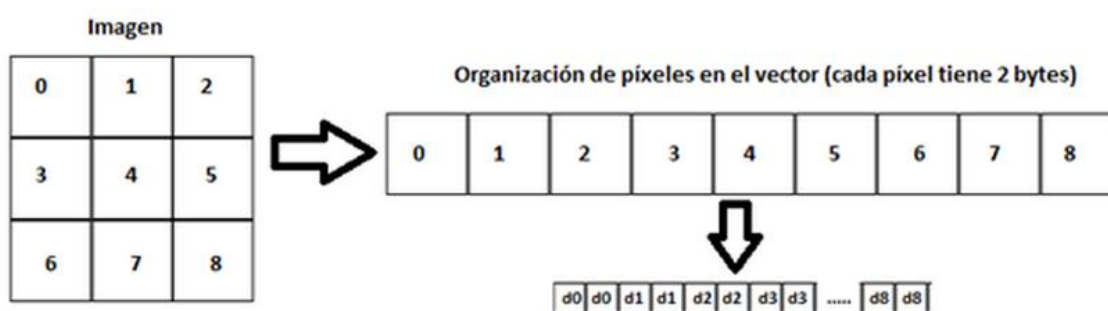 Imagen
0 1 2
3 4 5
6 7 8
Organización de píxeles en el vector (cada píxel tiene 2 bytes)
0 1 2 3 4 5 6 7 8
d0 d0 d1 d1 d2 d2 d3 d3 ..... d8 d8